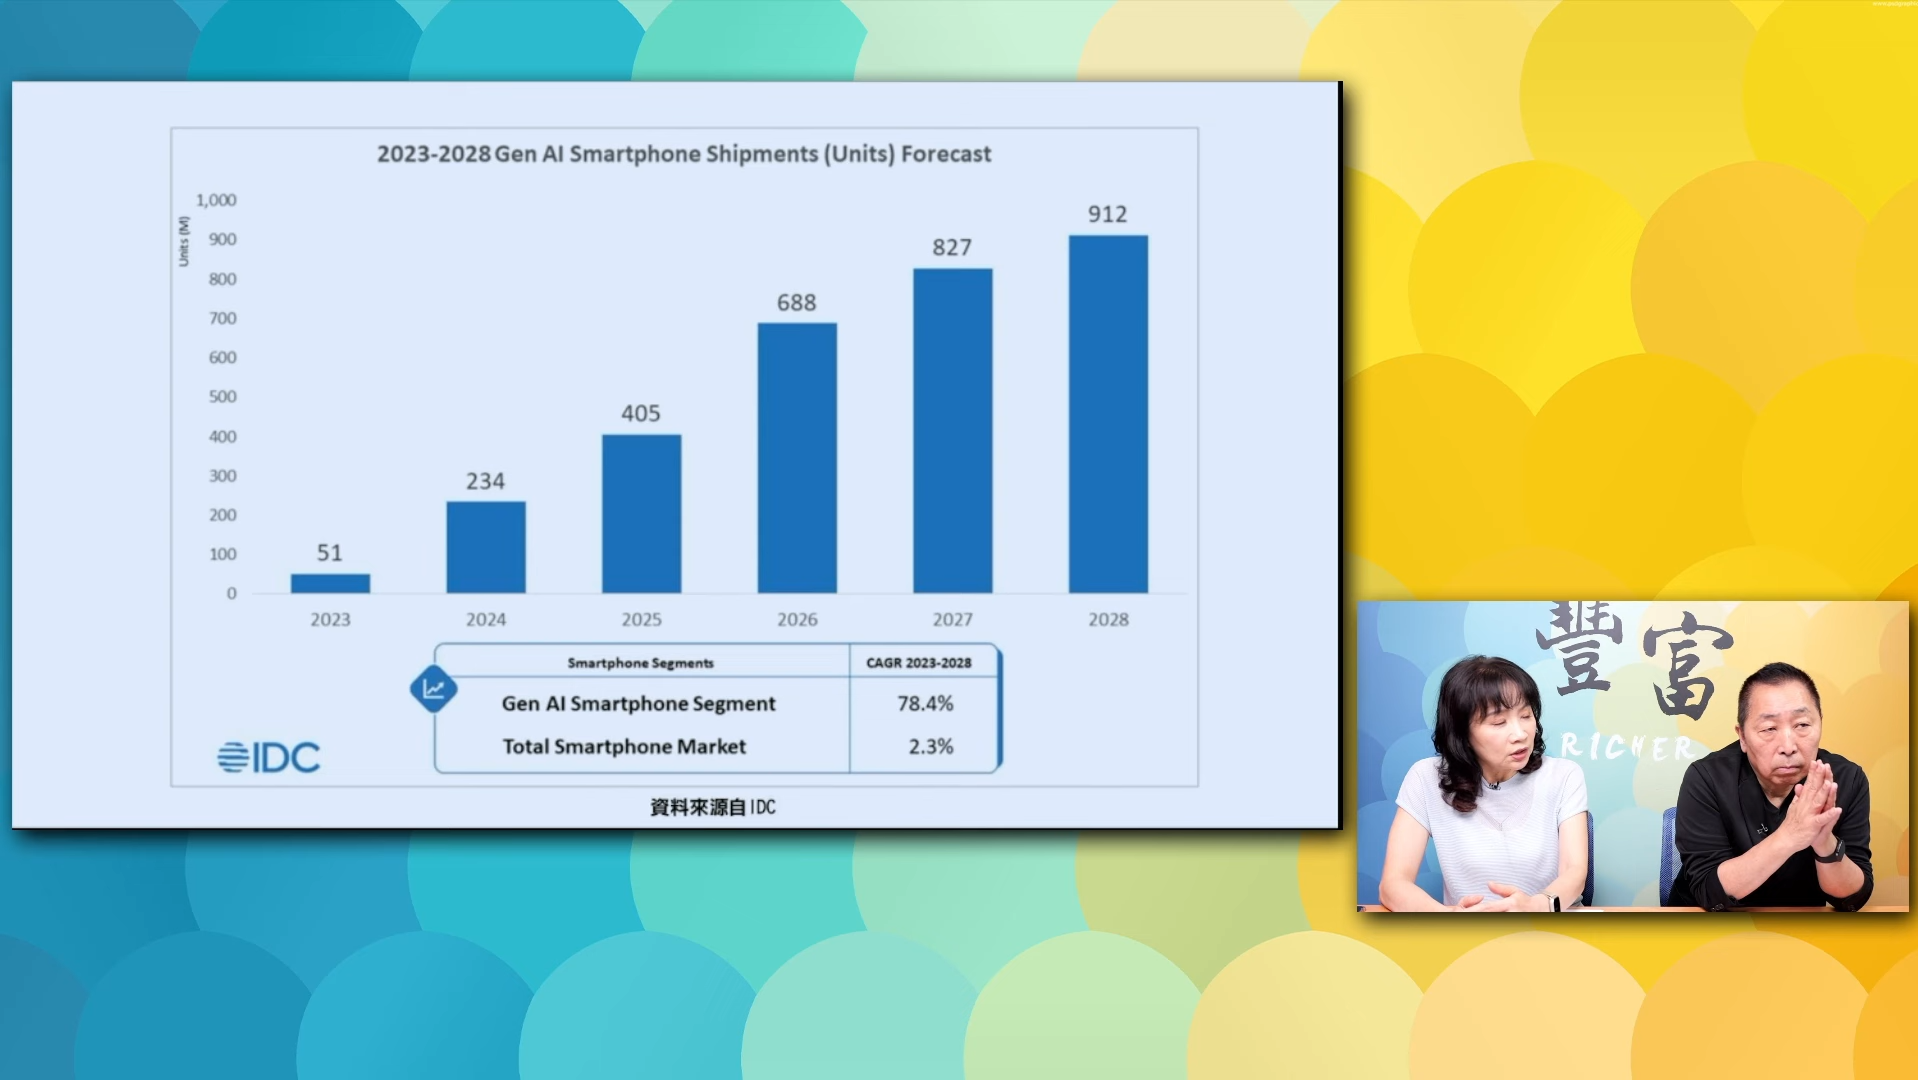 2023-2028 Gen AI Smartphone Shipments (Units) Forecast
Units (M)
1,000
900
800
700
600
500
400
300
200
100
0
51
234
405
688
827
912
2023
2024
2025
2026
2027
2028
Smartphone Segments
CAGR 2023-2028
Gen AI Smartphone Segment
78.4%
Total Smartphone Market
2.3%
IDC
資料來源自IDC
豐富
RICHER